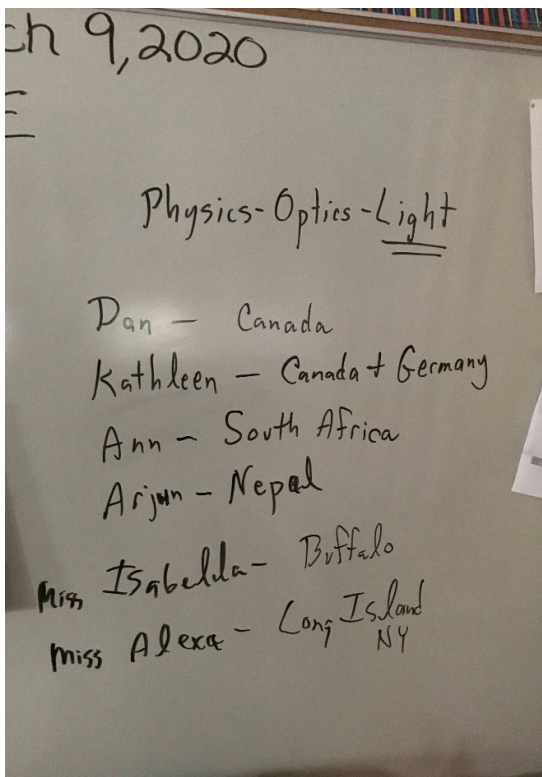 ch 9, 2020
E
Physics-Optics-Light
Dan - Canada
Kathleen - Canada + Germany
Ann - South Africa
Arjun - Nepal
Miss Isabella - Buffalo
Miss Alexa - Long Island
NY